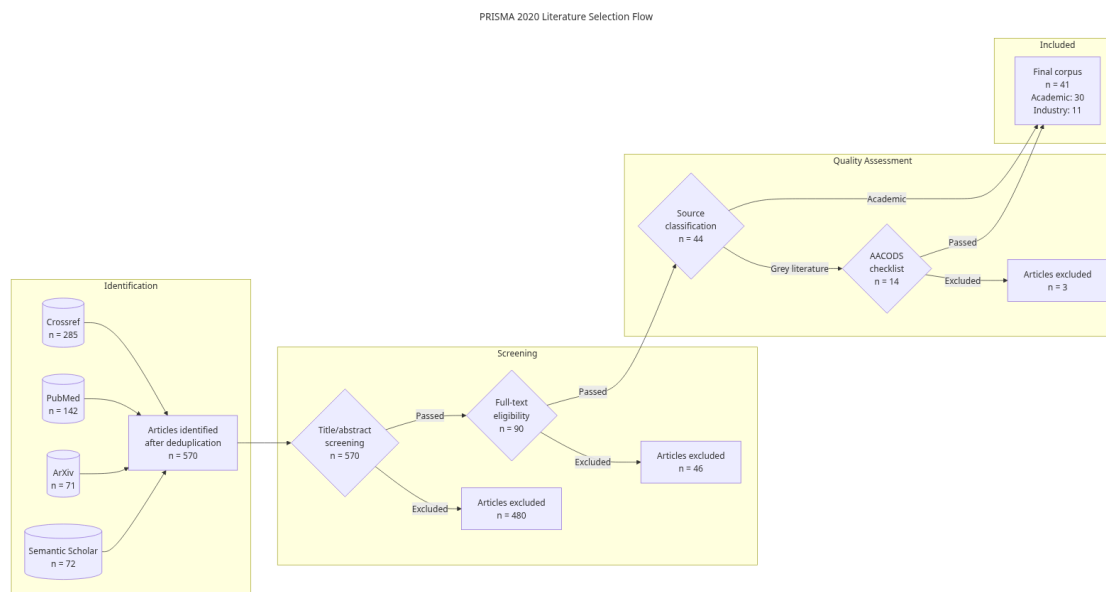 PRISMA 2020 Literature Selection Flow
Identification
Crossref
n = 285
PubMed
n = 142
ArXiv
n = 71
Semantic Scholar
n = 72
Articles identified
after deduplication
n = 570
Screening
Title/abstract
screening
n = 570
Passed
Excluded
Articles excluded
n = 480
Full-text
eligibility
n = 90
Passed
Excluded
Articles excluded
n = 46
Quality Assessment
Source
classification
n = 44
Academic
Grey literature
AACODS
checklist
n = 14
Passed
Excluded
Articles excluded
n = 3
Included
Final corpus
n = 41
Academic: 30
Industry: 11